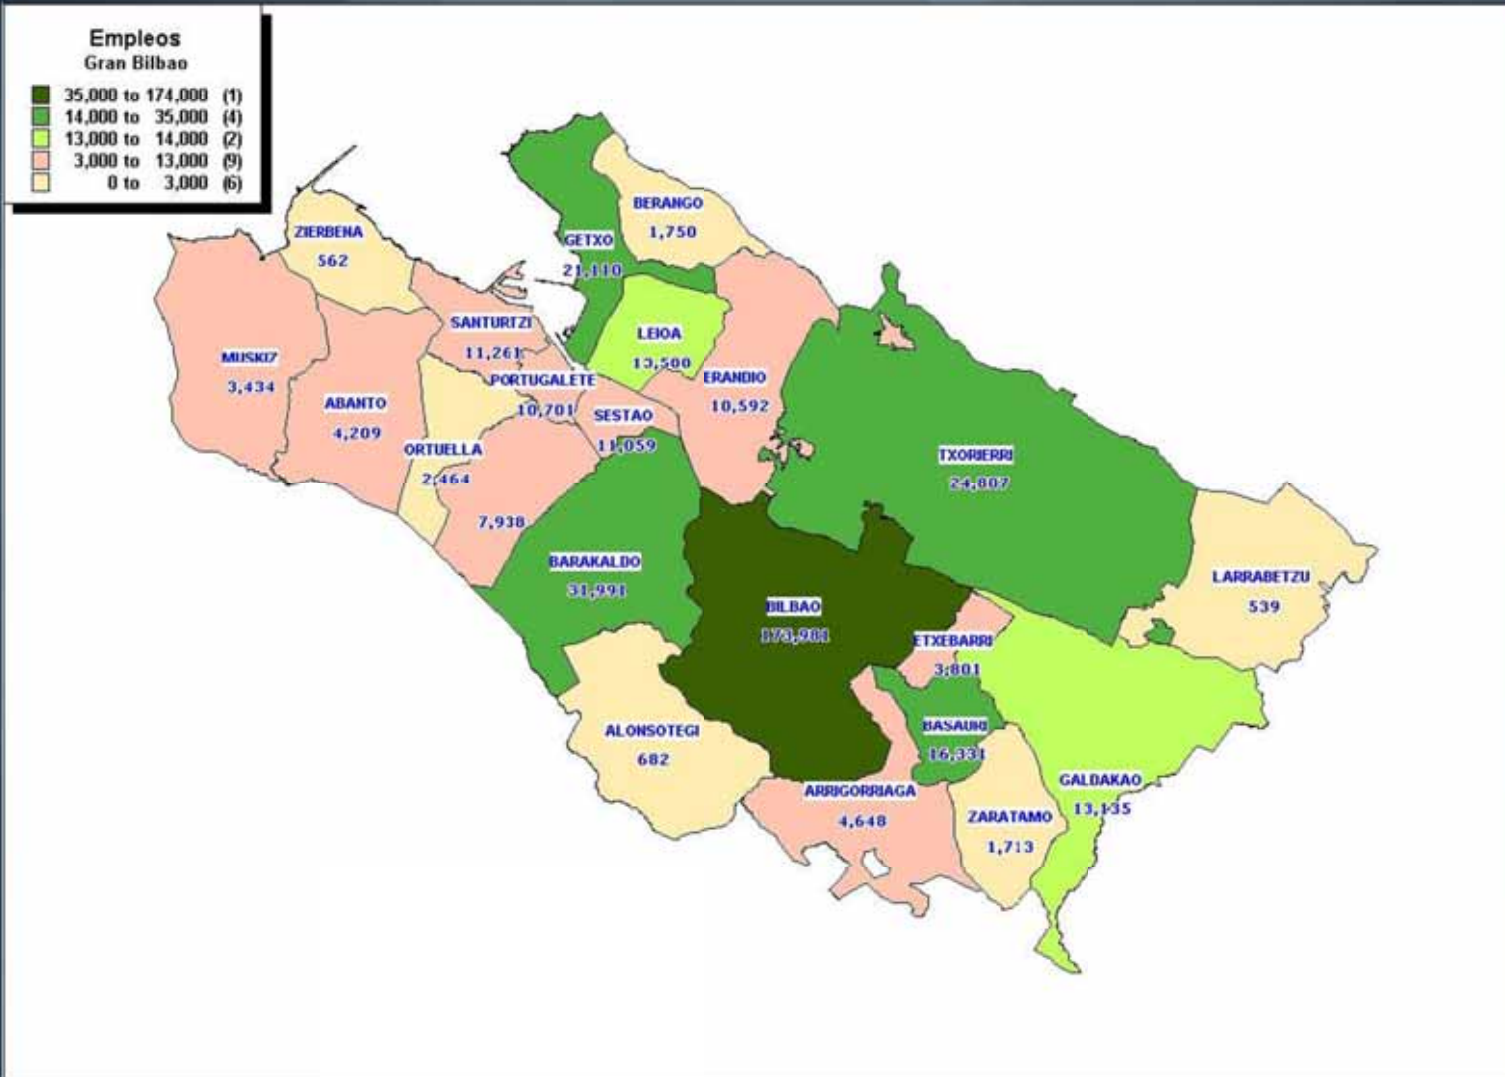 Empleos
Gran Bilbao
35,000 to 174,000 (1)
14,000 to 35,000 (4)
13,000 to 14,000 (2)
3,000 to 13,000 (9)
0 to 3,000 (6)
BERANGO
1,750
ZIERBENA
562
GETXO
21,110
SANTURTZI
11,261
LEIOA
13,500
MUSKIZ
3,434
PORTUGALETE
10,701
ERANDIO
10,592
ABANTO
4,209
SESTAO
11,059
ORTUELLA
2,464
TXORIERRI
24,807
7,938
BARAKALDO
31,991
LARRABETZU
539
BILBAO
173,981
ETXEBARRI
3,801
ALONSOTEGI
682
BASAURI
16,331
GALDAKAO
13,135
ARRIGORRIAGA
4,648
ZARATAMO
1,713